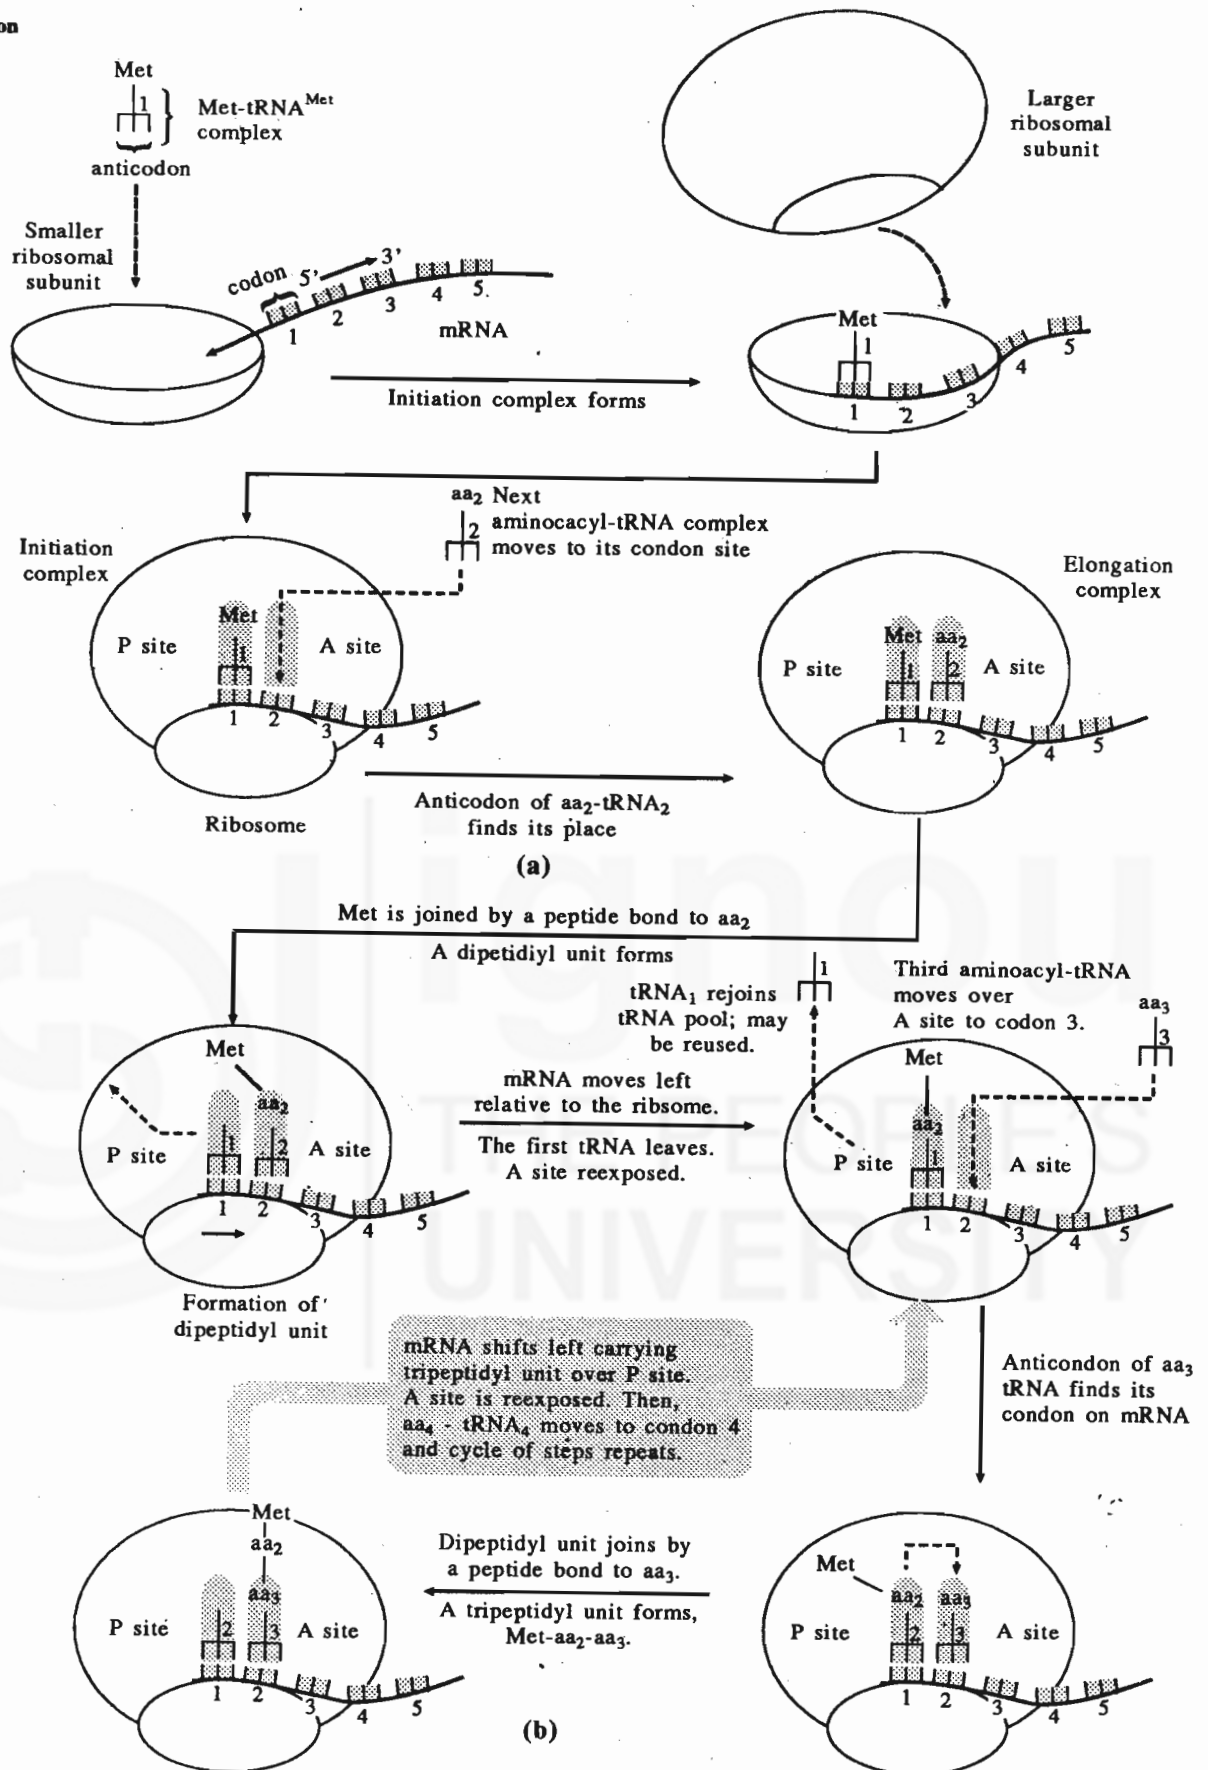 on
Met
1
Met-tRNA^Met
complex
anticodon
Smaller
ribosomal
subunit
codon 5' 3'
1 2 3 4 5.
mRNA
Larger
ribosomal
subunit
Initiation complex forms
Met
1
1 2 3 4 5
aa₂ Next
2 aminocacyl-tRNA complex
moves to its condon site
Initiation
complex
Met
1
P site A site
1 2 3 4 5
Ribosome
Anticodon of aa₂-tRNA₂
finds its place
Elongation
complex
Met aa₂
1 2
P site A site
1 2 3 4 5
(a)
Met is joined by a peptide bond to aa₂
A dipetidiyl unit forms
Met
aa₂
1 2
P site A site
1 2 3 4 5
Formation of
dipeptidyl unit
1
tRNA₁ rejoins
tRNA pool; may
be reused.
mRNA moves left
relative to the ribsome.
The first tRNA leaves.
A site reexposed.
Third aminoacyl-tRNA
moves over
A site to codon 3.
aa₃
3
Met
aa₂
1
P site A site
1 2 3 4 5
mRNA shifts left carrying
tripeptidyl unit over P site.
A site is reexposed. Then,
aa₄ - tRNA₄ moves to condon 4
and cycle of steps repeats.
Anticondon of aa₃
tRNA finds its
condon on mRNA
Met
aa₂
aa₃
2 3
P site A site
1 2 3 4 5
Dipeptidyl unit joins by
a peptide bond to aa₃.
A tripeptidyl unit forms,
Met-aa₂-aa₃.
Met
aa₂ aa₃
2 3
P site A site
1 2 3 4 5
(b)
ignou
THE PEOPLE'S
UNIVERSITY